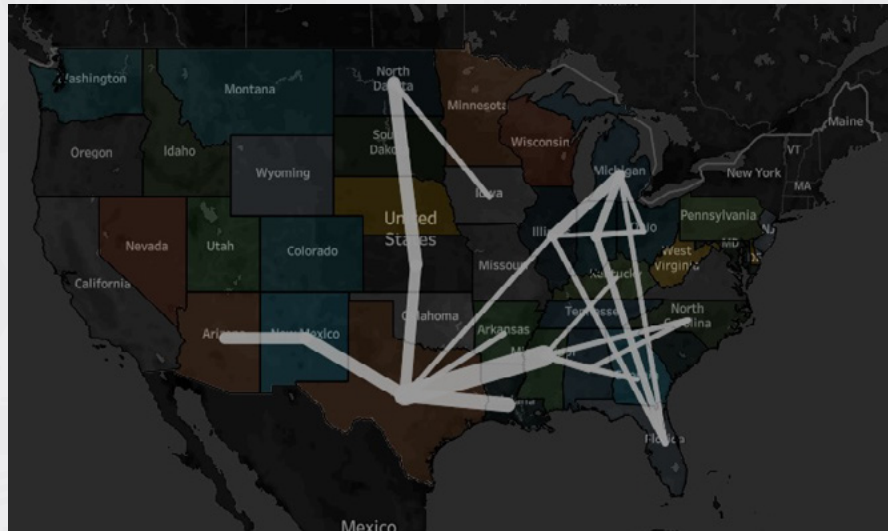 Washington
Montana
North
Dakota
Minnesota
Maine
Oregon
Idaho
South
Dakota
Wisconsin
Michigan
VT
New York
Wyoming
MA
Iowa
Nevada
Utah
Colorado
United
States
Pennsylvania
MD
NJ
West
Virginia
California
Missouri
Kentucky
Arizona
New Mexico
Oklahoma
Arkansas
Tennessee
North
Carolina
Florida
Mexico